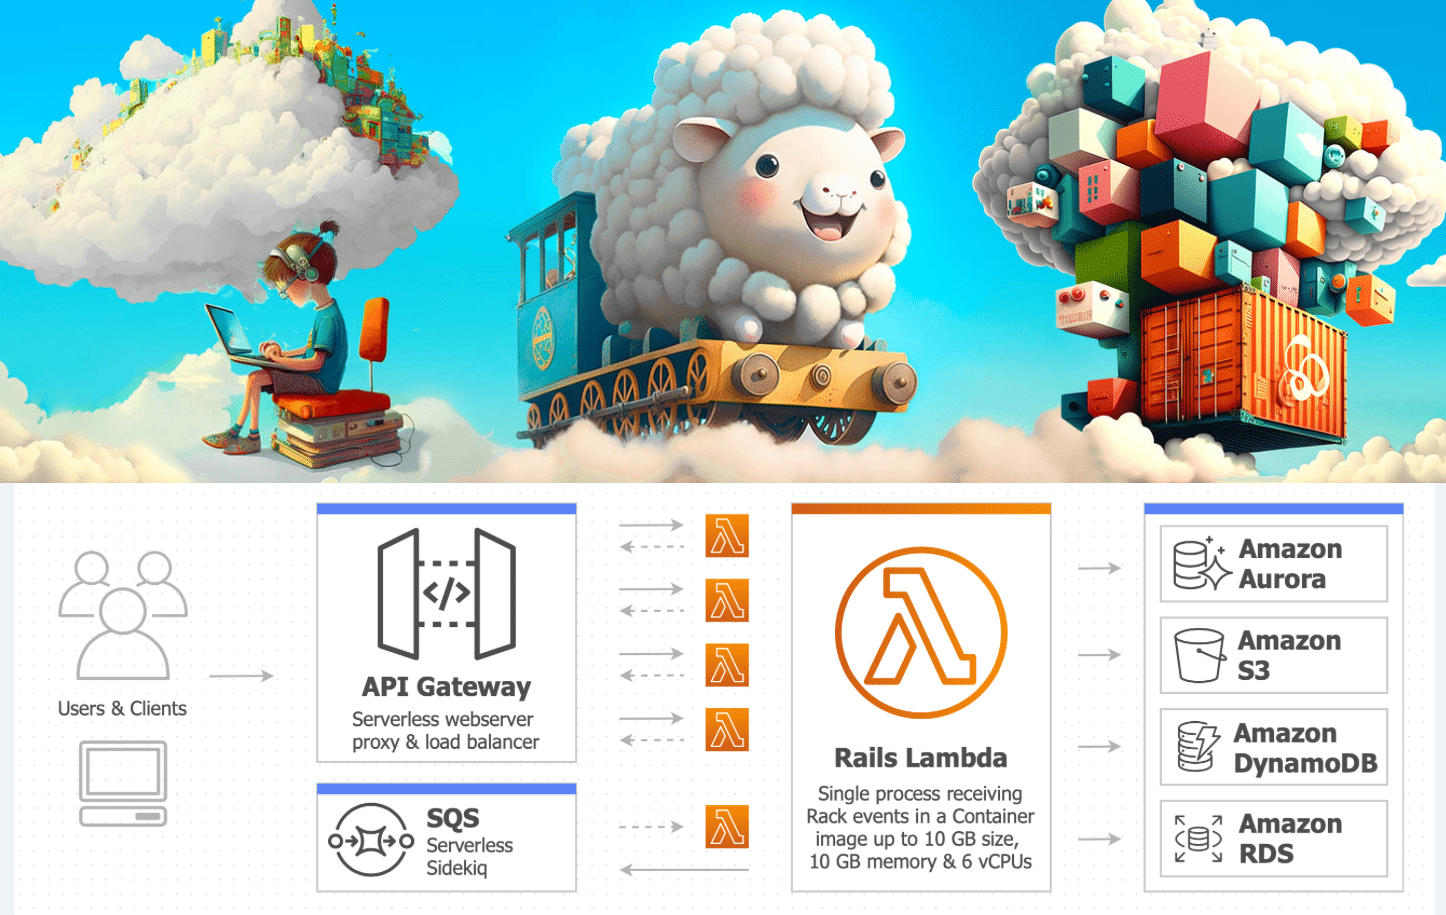 Users & Clients
API Gateway
Serverless webserver
proxy & load balancer
SQS
Serverless
Sidekiq
Rails Lambda
Single process receiving
Rack events in a Container
image up to 10 GB size,
10 GB memory & 6 vCPUs
Amazon
Aurora
Amazon
S3
Amazon
DynamoDB
Amazon
RDS